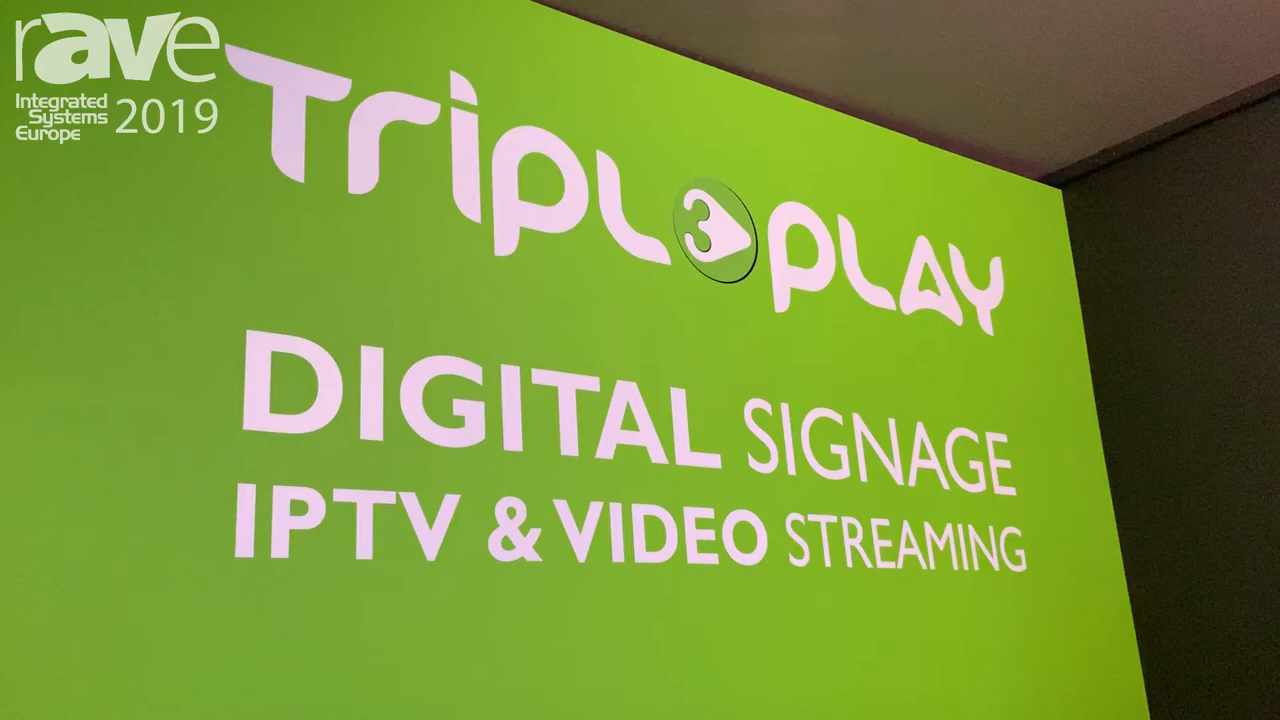 rAVe
Integrated
Systems
Europe 2019
Tripl3play
DIGITAL SIGNAGE
IPTV & VIDEO STREAMING